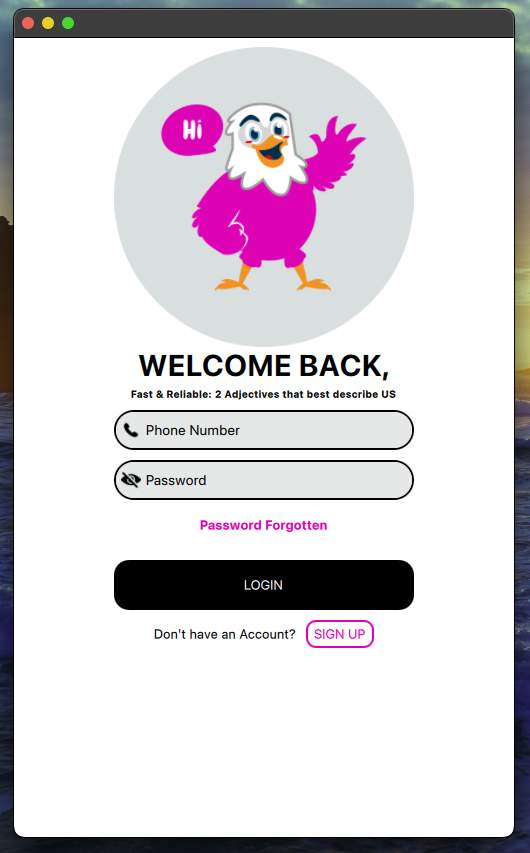 Hi
WELCOME BACK,
Fast & Reliable: 2 Adjectives that best describe US
Phone Number
Password
Password Forgotten
LOGIN
Don't have an Account? SIGN UP